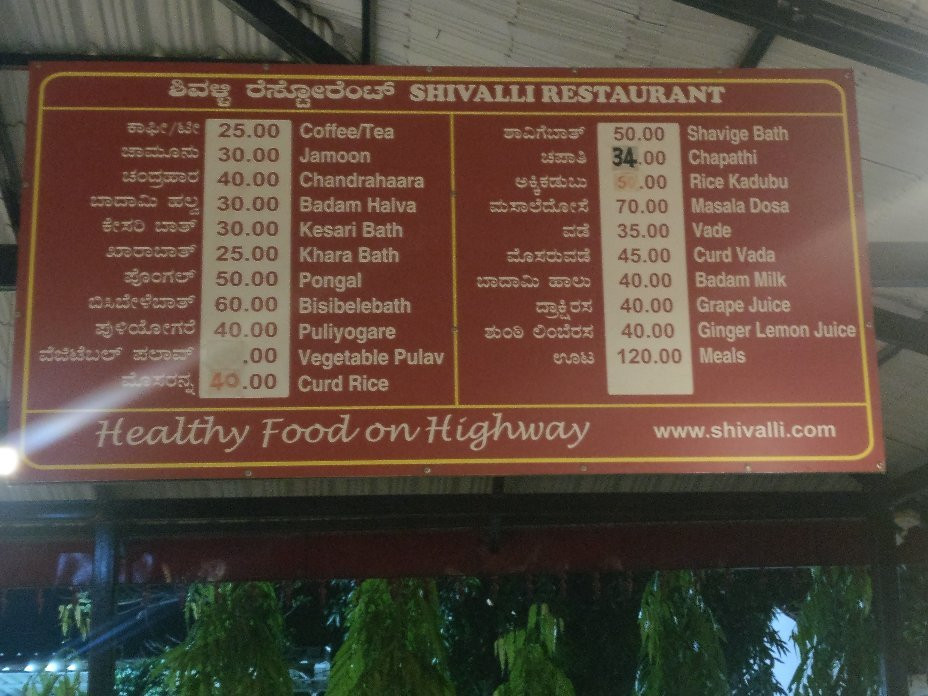 ಶಿವಳ್ಳಿ ರೆಸ್ಟೋರೆಂಟ್ SHIVALLI RESTAURANT
ಕಾಫೀ/ಟೀ 25.00 Coffee/Tea
ಜಾಮೂನು 30.00 Jamoon
ಚಂದ್ರಹಾರ 40.00 Chandrahaara
ಬಾದಾಮಿ ಹಲ್ವ 30.00 Badam Halva
ಕೇಸರಿ ಬಾತ್ 30.00 Kesari Bath
ಖಾರಾಬಾತ್ 25.00 Khara Bath
ಪೊಂಗಲ್ 50.00 Pongal
ಬಿಸಿಬೇಳೆಬಾತ್ 60.00 Bisibelebath
ಪುಳಿಯೋಗರೆ 40.00 Puliyogare
ವೆಜಿಟೆಬಲ್ ಪಲಾವ್ .00 Vegetable Pulav
ಮೊಸರನ್ನ 40.00 Curd Rice
ಶಾವಿಗೆಬಾತ್ 50.00 Shavige Bath
ಚಪಾತಿ 34.00 Chapathi
ಅಕ್ಕಿಕಡುಬು 50.00 Rice Kadubu
ಮಸಾಲೆದೋಸೆ 70.00 Masala Dosa
ವಡೆ 35.00 Vade
ಮೊಸರುವಡೆ 45.00 Curd Vada
ಬಾದಾಮಿ ಹಾಲು 40.00 Badam Milk
ದ್ರಾಕ್ಷಿರಸ 40.00 Grape Juice
ಶುಂಠಿ ಲಿಂಬೆರಸ 40.00 Ginger Lemon Juice
ಊಟ 120.00 Meals
Healthy Food on Highway
www.shivalli.com